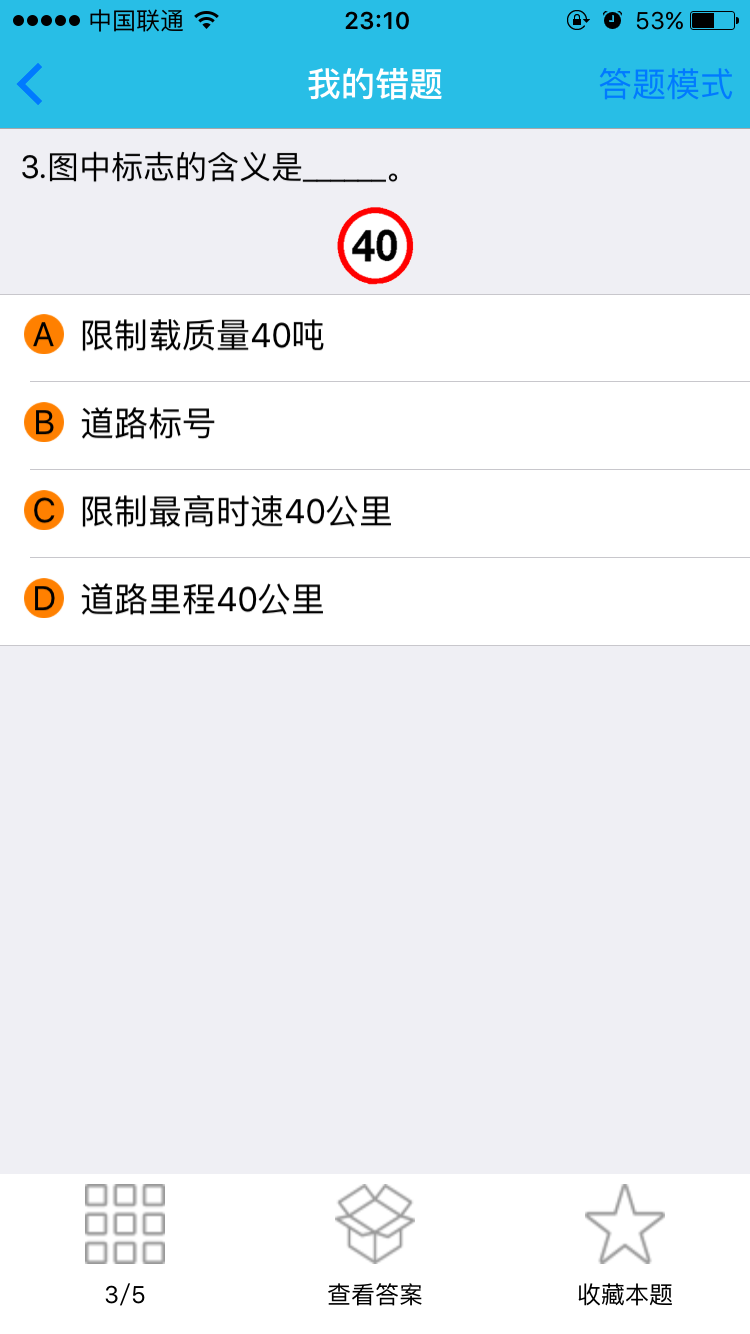 中国联通 23:10 53%
我的错题 答题模式
3.图中标志的含义是______。
40
A 限制载质量40吨
B 道路标号
C 限制最高时速40公里
D 道路里程40公里
3/5 查看答案 收藏本题